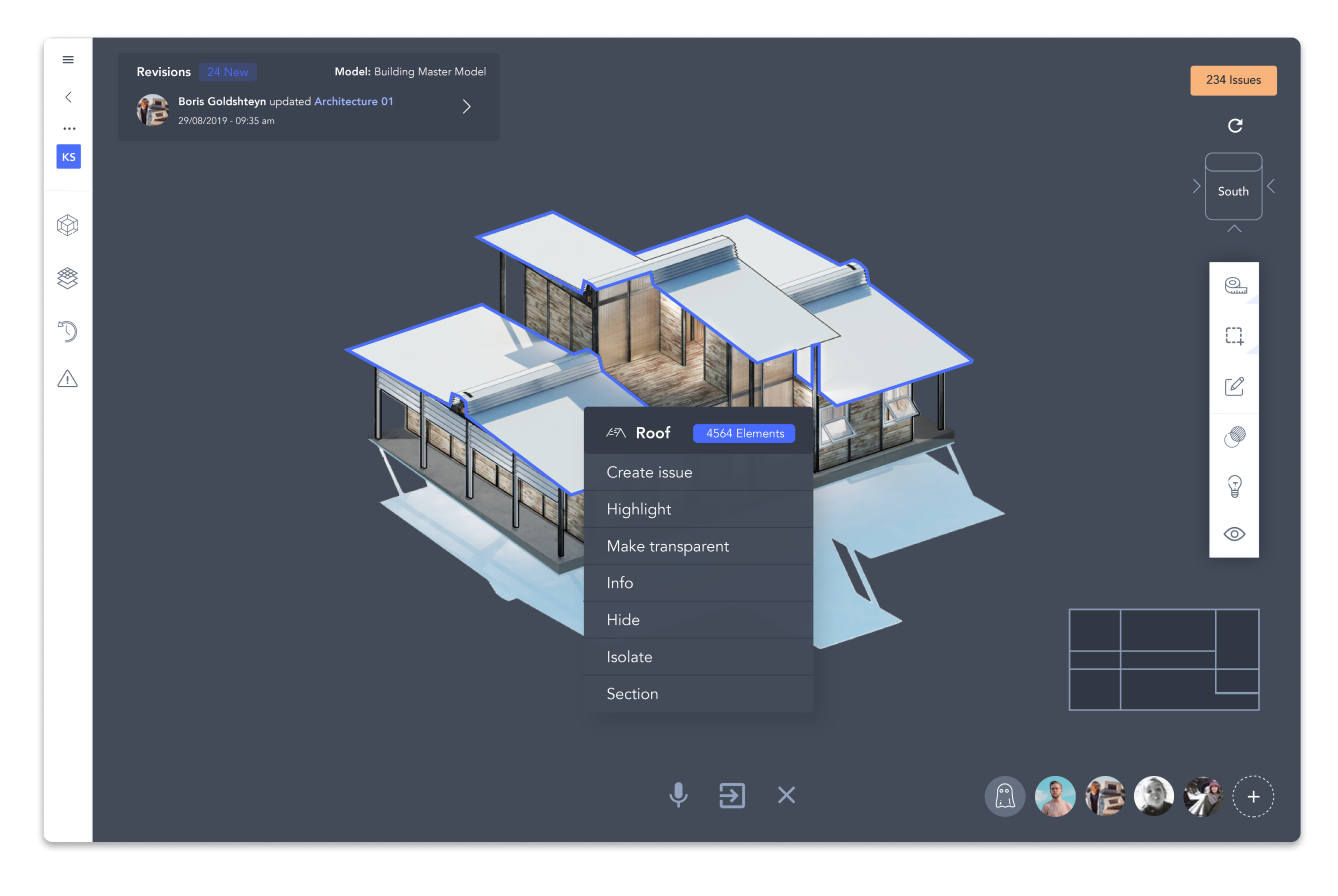 Revisions 24 New Model: Building Master Model
Boris Goldshteyn updated Architecture 01
29/08/2019 - 09:35 am
234 Issues
KS
South
Roof 4564 Elements
Create issue
Highlight
Make transparent
Info
Hide
Isolate
Section